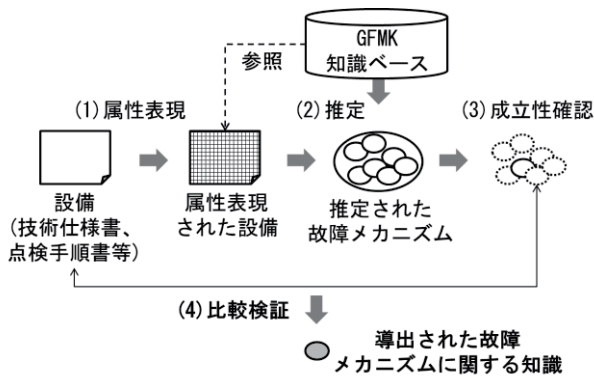 GFMK
知識ベース
参照
(1)属性表現
(2)推定
(3)成立性確認
設備
(技術仕様書、
点検手順書等)
属性表現
された設備
推定された
故障メカニズム
(4)比較検証
導出された故障
メカニズムに関する知識